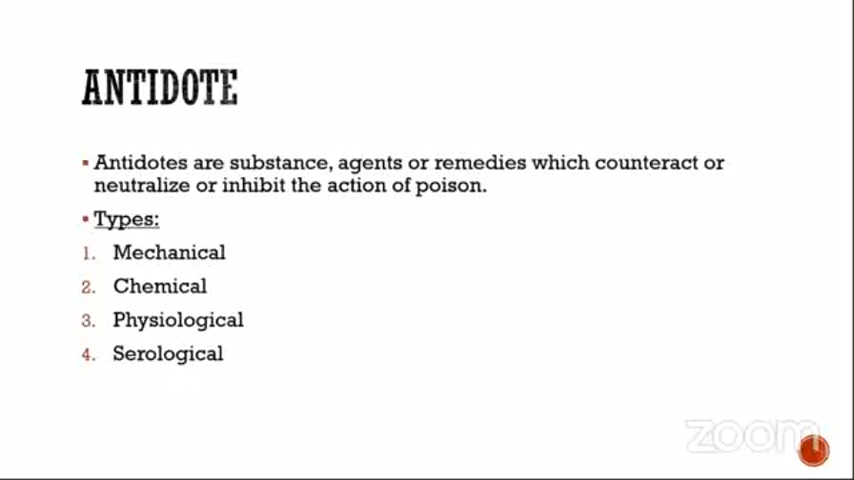 ANTIDOTE
▪ Antidotes are substance, agents or remedies which counteract or
neutralize or inhibit the action of poison.
▪ Types:
1. Mechanical
2. Chemical
3. Physiological
4. Serological
zoom